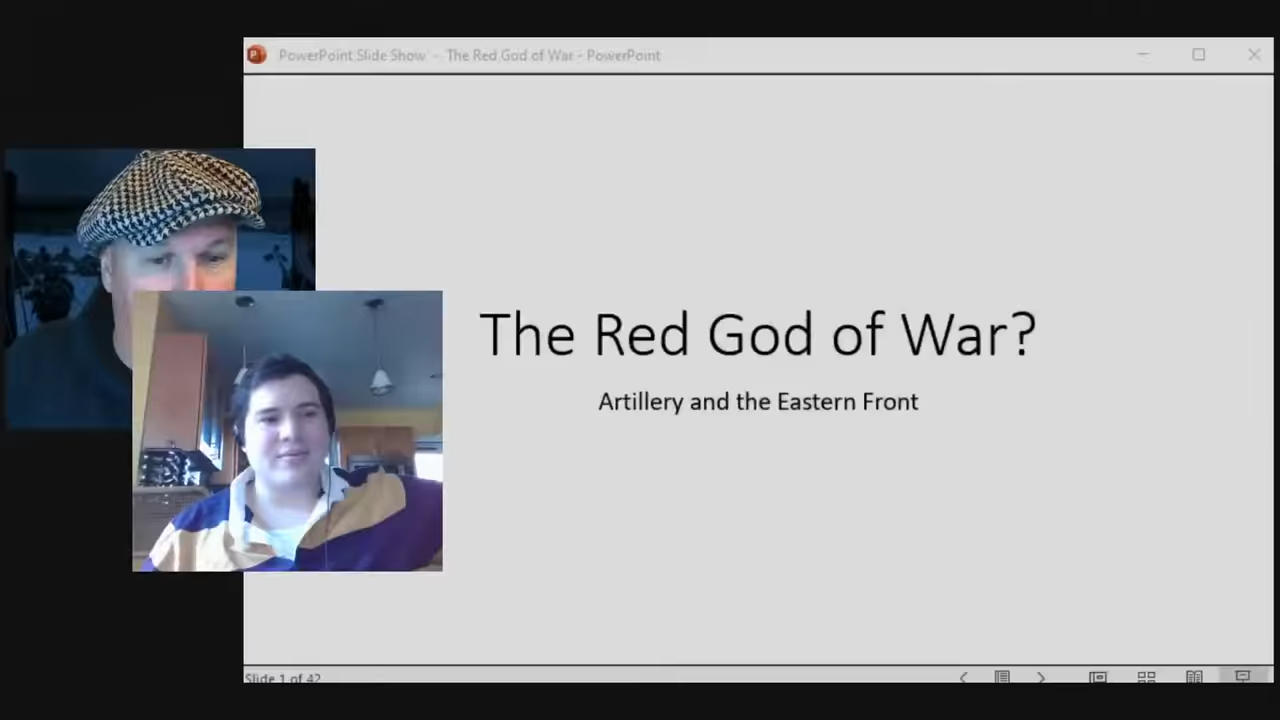 PowerPoint Slide Show - The Red God of War - PowerPoint
The Red God of War?
Artillery and the Eastern Front
Slide 1 of 42